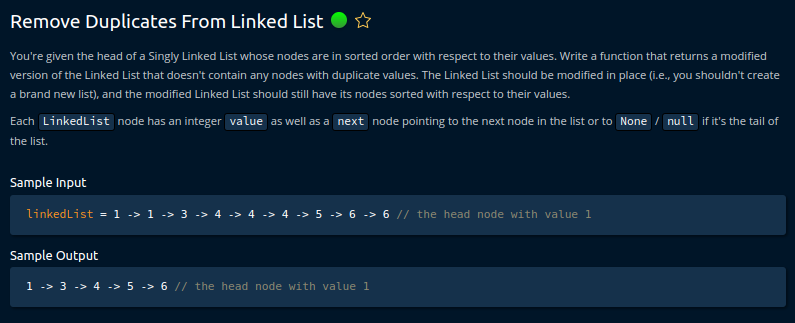 Remove Duplicates From Linked List
You're given the head of a Singly Linked List whose nodes are in sorted order with respect to their values. Write a function that returns a modified
version of the Linked List that doesn't contain any nodes with duplicate values. The Linked List should be modified in place (i.e., you shouldn't create
a brand new list), and the modified Linked List should still have its nodes sorted with respect to their values.
Each LinkedList node has an integer value as well as a next node pointing to the next node in the list or to None / null if it's the tail of
the list.
Sample Input
linkedList = 1 -> 1 -> 3 -> 4 -> 4 -> 4 -> 5 -> 6 -> 6 // the head node with value 1
Sample Output
1 -> 3 -> 4 -> 5 -> 6 // the head node with value 1